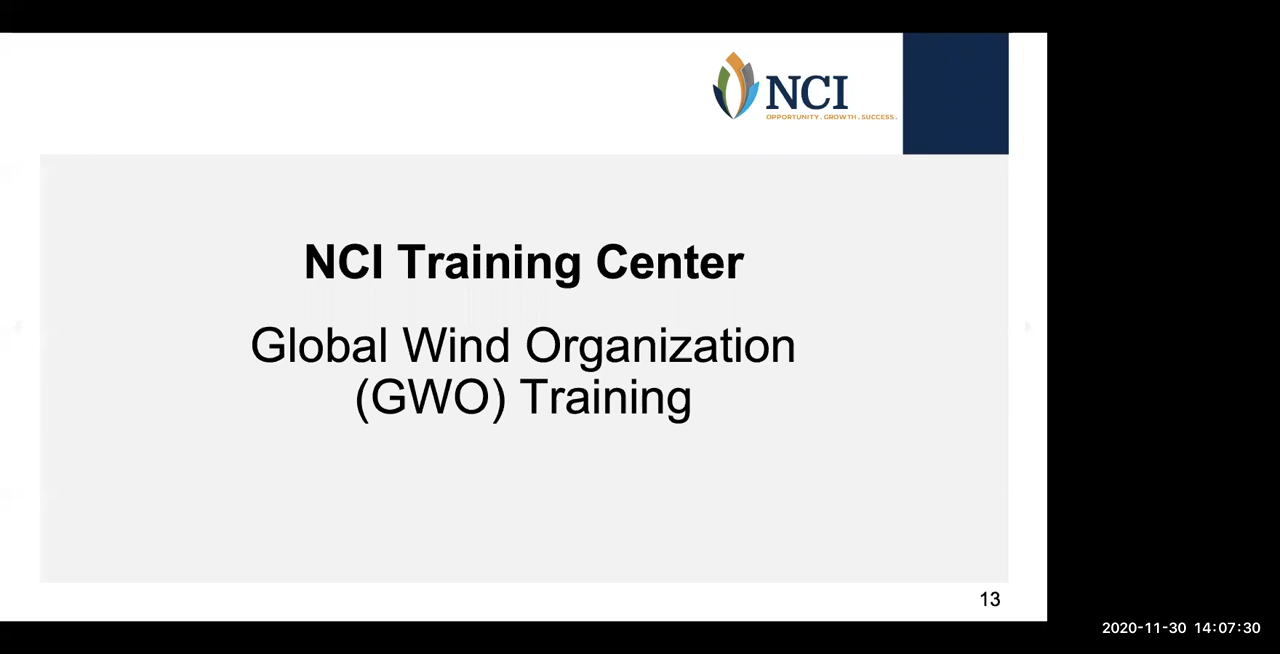 NCI
OPPORTUNITY. GROWTH. SUCCESS.
NCI Training Center
Global Wind Organization
(GWO) Training
13
2020-11-30 14:07:30